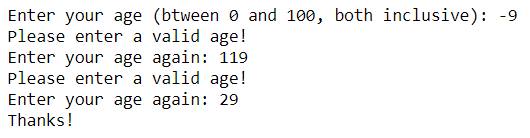 Enter your age (btween 0 and 100, both inclusive): -9
Please enter a valid age!
Enter your age again: 119
Please enter a valid age!
Enter your age again: 29
Thanks!